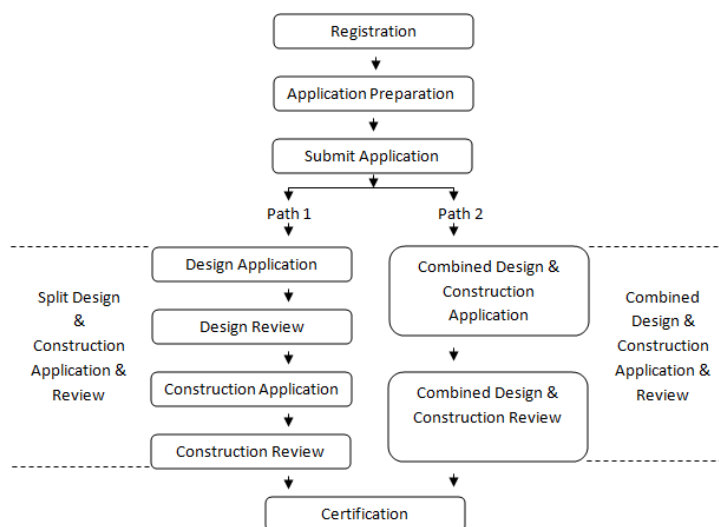 Registration
Application Preparation
Submit Application
Path 1
Path 2
Split Design
&
Construction
Application &
Review
Design Application
Design Review
Construction Application
Construction Review
Combined Design &
Construction
Application
Combined Design &
Construction Review
Combined
Design &
Construction
Application &
Review
Certification